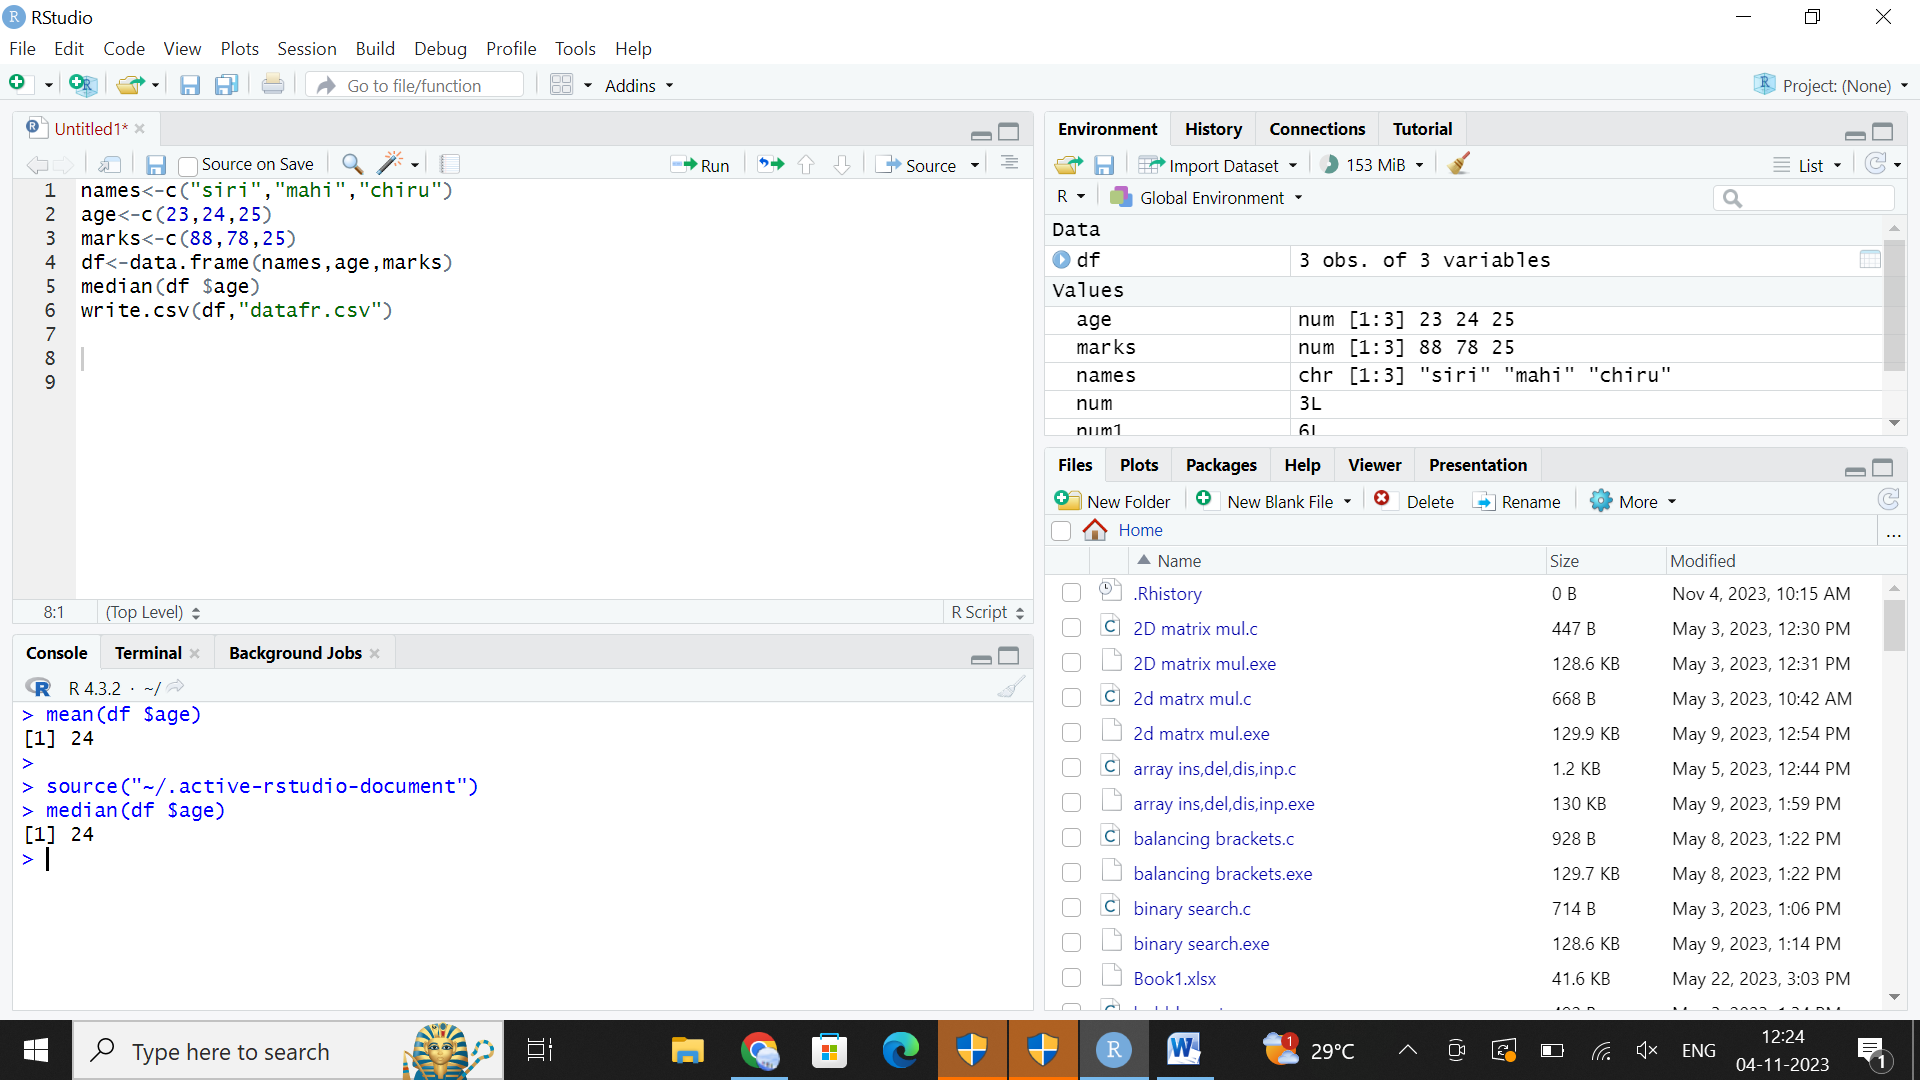 RStudio
File Edit Code View Plots Session Build Debug Profile Tools Help
Go to file/function Addins Project: (None)
Untitled1*
Source on Save Run Source
1 names<-c("siri","mahi","chiru")
2 age<-c(23,24,25)
3 marks<-c(88,78,25)
4 df<-data.frame(names,age,marks)
5 median(df $age)
6 write.csv(df,"datafr.csv")
7
8
9
8:1 (Top Level) R Script
Console Terminal Background Jobs
R 4.3.2 · ~/
> mean(df $age)
[1] 24
>
> source("~/.active-rstudio-document")
> median(df $age)
[1] 24
>
Environment History Connections Tutorial
Import Dataset 153 MiB List
R Global Environment
Data
df 3 obs. of 3 variables
Values
age num [1:3] 23 24 25
marks num [1:3] 88 78 25
names chr [1:3] "siri" "mahi" "chiru"
num 3L
num1 6L
Files Plots Packages Help Viewer Presentation
New Folder New Blank File Delete Rename More
Home ...
Name Size Modified
.Rhistory 0 B Nov 4, 2023, 10:15 AM
2D matrix mul.c 447 B May 3, 2023, 12:30 PM
2D matrix mul.exe 128.6 KB May 3, 2023, 12:31 PM
2d matrx mul.c 668 B May 3, 2023, 10:42 AM
2d matrx mul.exe 129.9 KB May 9, 2023, 12:54 PM
array ins,del,dis,inp.c 1.2 KB May 5, 2023, 12:44 PM
array ins,del,dis,inp.exe 130 KB May 9, 2023, 1:59 PM
balancing brackets.c 928 B May 8, 2023, 1:22 PM
balancing brackets.exe 129.7 KB May 8, 2023, 1:22 PM
binary search.c 714 B May 3, 2023, 1:06 PM
binary search.exe 128.6 KB May 9, 2023, 1:14 PM
Book1.xlsx 41.6 KB May 22, 2023, 3:03 PM
Type here to search
1 29°C ENG 12:24
04-11-2023 1